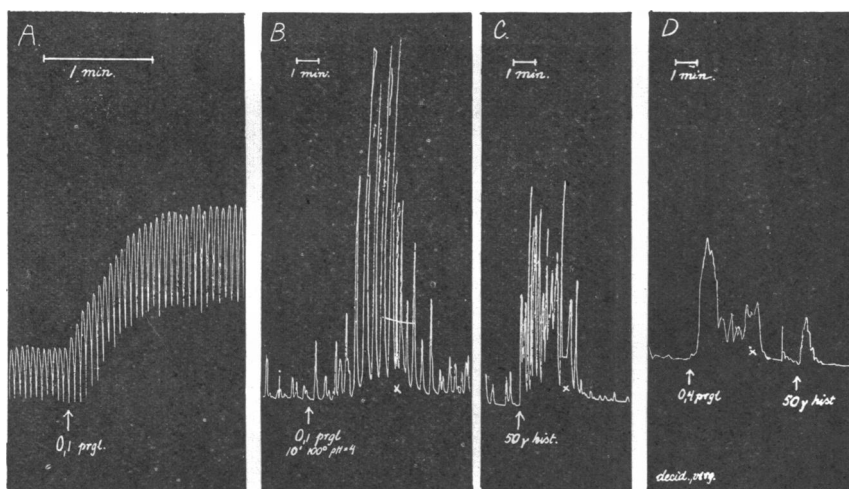 A.
1 min.
0,1 prgl.
B.
1 min.
0,1 prgl.
10' 100° pH=4
x
C.
1 min.
50 γ hist.
x
D
1 min.
0,4 prgl
x
50 γ hist
decid., virg.